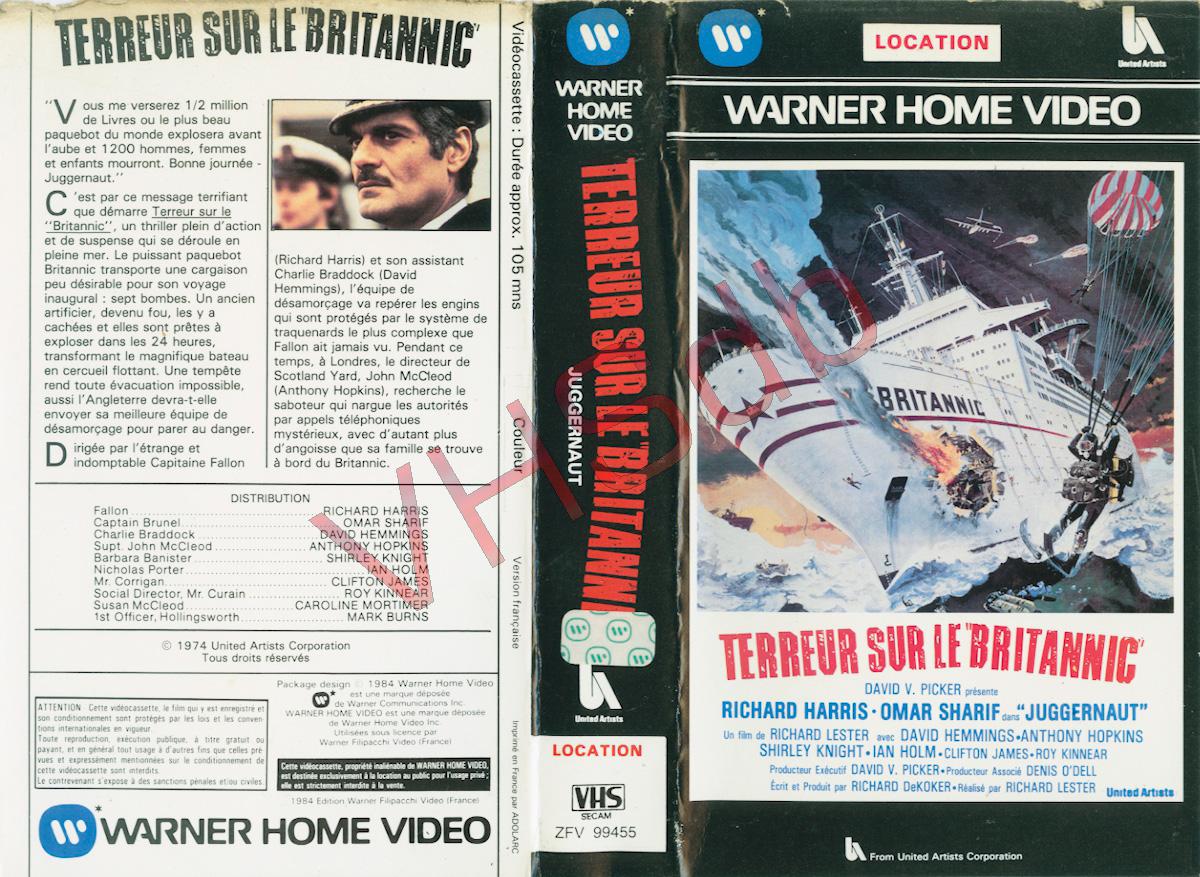 TERREUR SUR LE "BRITANNIC"
"Vous me verserez 1/2 million
de Livres ou le plus beau
paquebot du monde explosera avant
l'aube et 1200 hommes, femmes
et enfants mourront. Bonne journée -
Juggernaut."
C'est par ce message terrifiant
que démarre Terreur sur le
"Britannic", un thriller plein d'action
et de suspense qui se déroule en
pleine mer. Le puissant paquebot
Britannic transporte une cargaison
peu désirable pour son voyage
inaugural : sept bombes. Un ancien
artificier, devenu fou, les y a
cachées et elles sont prêtes à
exploser dans les 24 heures,
transformant le magnifique bateau
en cercueil flottant. Une tempête
rend toute évacuation impossible,
aussi l'Angleterre devra-t-elle
envoyer sa meilleure équipe de
désamorçage pour parer au danger.
Dirigée par l'étrange et
indomptable Capitaine Fallon
(Richard Harris) et son assistant
Charlie Braddock (David
Hemmings), l'équipe de
désamorçage va repérer les engins
qui sont protégés par le système de
traquenards le plus complexe que
Fallon ait jamais vu. Pendant ce
temps, à Londres, le directeur de
Scotland Yard, John McCleod
(Anthony Hopkins), recherche le
saboteur qui nargue les autorités
par appels téléphoniques
mystérieux, avec d'autant plus
d'angoisse que sa famille se trouve
à bord du Britannic.
DISTRIBUTION
Fallon ..... RICHARD HARRIS
Captain Brunel ..... OMAR SHARIF
Charlie Braddock ..... DAVID HEMMINGS
Supt. John McCleod ..... ANTHONY HOPKINS
Barbara Banister ..... SHIRLEY KNIGHT
Nicholas Porter ..... IAN HOLM
Mr. Corrigan ..... CLIFTON JAMES
Social Director, Mr. Curain ..... ROY KINNEAR
Susan McCleod ..... CAROLINE MORTIMER
1st Officer, Hollingsworth ..... MARK BURNS
© 1974 United Artists Corporation
Tous droits réservés
ATTENTION : Cette vidéocassette, le film qui y est enregistré et
son conditionnement sont protégés par les lois et les conven-
tions internationales en vigueur.
Toute reproduction, exécution publique, à titre gratuit ou
payant, et en général tout usage à d'autres fins que celles pré-
vues et expressément mentionnées sur le conditionnement de
cette vidéocassette sont interdits.
Le contrevenant s'expose à des sanctions pénales et/ou civiles.
Package design © 1984 Warner Home Video
est une marque déposée
de Warner Communications Inc.
WARNER HOME VIDEO est une marque déposée
de Warner Home Video Inc.
Utilisées sous licence par
Warner Filipacchi Video (France)
Cette vidéocassette, propriété inaliénable de WARNER HOME VIDEO,
est destinée exclusivement à la location au public pour l'usage privé ;
elle est strictement interdite à la vente.
1984 Edition Warner Filipacchi Video (France)
WARNER HOME VIDEO
Vidéocassette : Durée approx. 105 mns
Couleur
Version française
Imprimé en France par ADOLARC
WARNER
HOME
VIDEO
TERREUR SUR LE "BRITANNI
JUGGERNAUT
United Artists
LOCATION
VHS
SECAM
ZFV 99455
LOCATION
United Artists
WARNER HOME VIDEO
BRITANNIC
TERREUR SUR LE "BRITANNIC"
DAVID V. PICKER présente
RICHARD HARRIS • OMAR SHARIF dans "JUGGERNAUT"
Un film de RICHARD LESTER avec DAVID HEMMINGS • ANTHONY HOPKINS
SHIRLEY KNIGHT • IAN HOLM • CLIFTON JAMES • ROY KINNEAR
Producteur Exécutif DAVID V. PICKER • Producteur Associé DENIS O'DELL
Écrit et Produit par RICHARD DeKOKER • Réalisé par RICHARD LESTER
United Artists
From United Artists Corporation
VHSdb